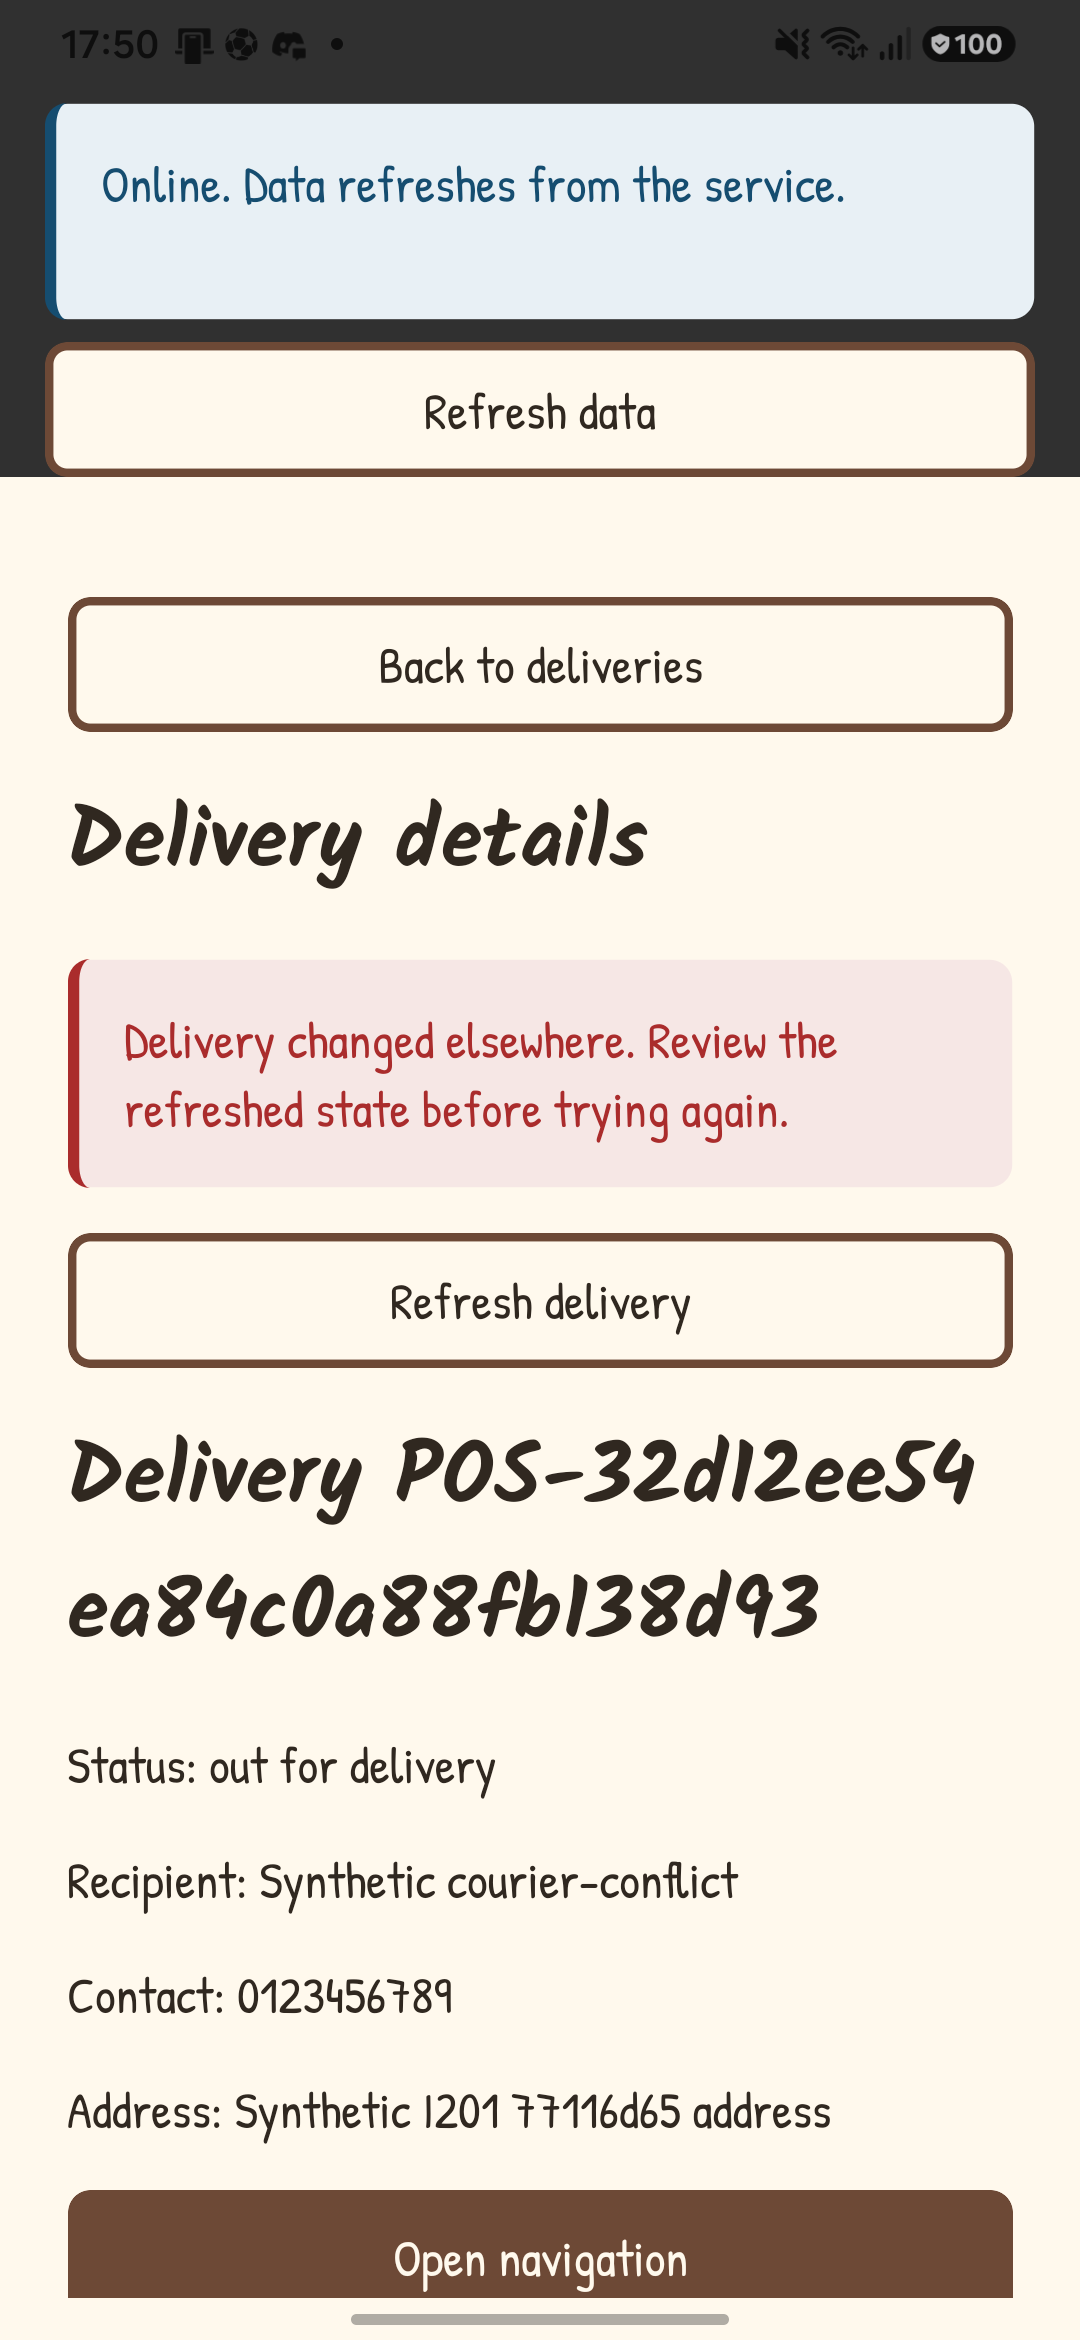 17:50
100
Online. Data refreshes from the service.
Refresh data
Back to deliveries
Delivery details
Delivery changed elsewhere. Review the
refreshed state before trying again.
Refresh delivery
Delivery POS-32d12ee54
ea84c0a88fb138d93
Status: out for delivery
Recipient: Synthetic courier-conflict
Contact: 0123456789
Address: Synthetic 1201 77116d65 address
Open navigation